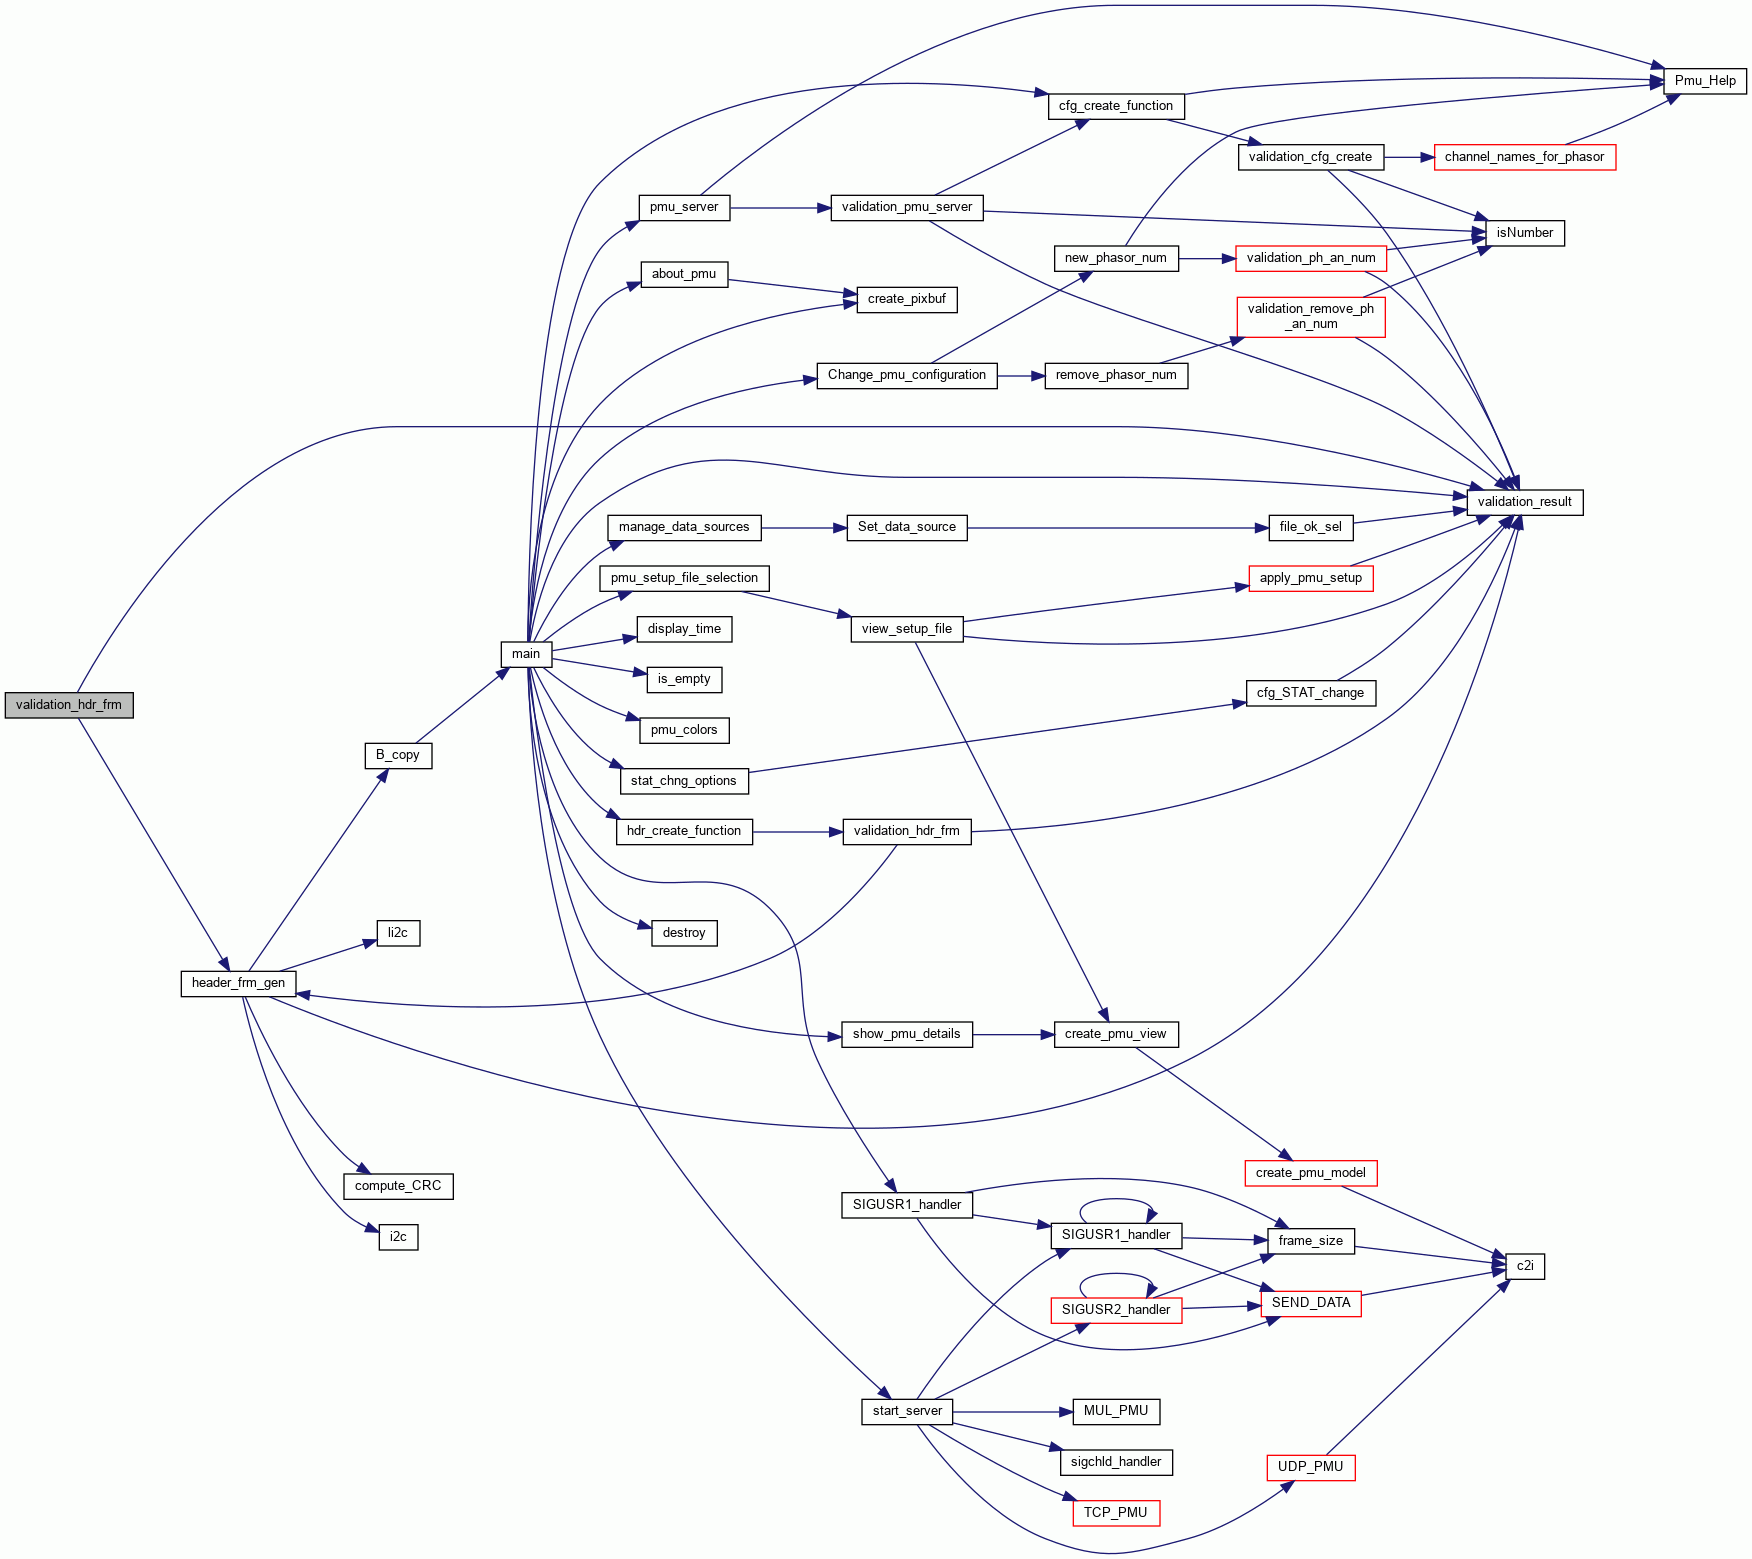 Pmu_Help
cfg_create_function
validation_cfg_create
channel_names_for_phasor
pmu_server
validation_pmu_server
isNumber
new_phasor_num
validation_ph_an_num
about_pmu
create_pixbuf
validation_remove_ph
_an_num
Change_pmu_configuration
remove_phasor_num
validation_result
manage_data_sources
Set_data_source
file_ok_sel
pmu_setup_file_selection
apply_pmu_setup
display_time
view_setup_file
main
is_empty
cfg_STAT_change
validation_hdr_frm
pmu_colors
B_copy
stat_chng_options
hdr_create_function
validation_hdr_frm
li2c
destroy
header_frm_gen
show_pmu_details
create_pmu_view
create_pmu_model
compute_CRC
SIGUSR1_handler
i2c
SIGUSR1_handler
frame_size
c2i
SIGUSR2_handler
SEND_DATA
start_server
MUL_PMU
sigchld_handler
UDP_PMU
TCP_PMU